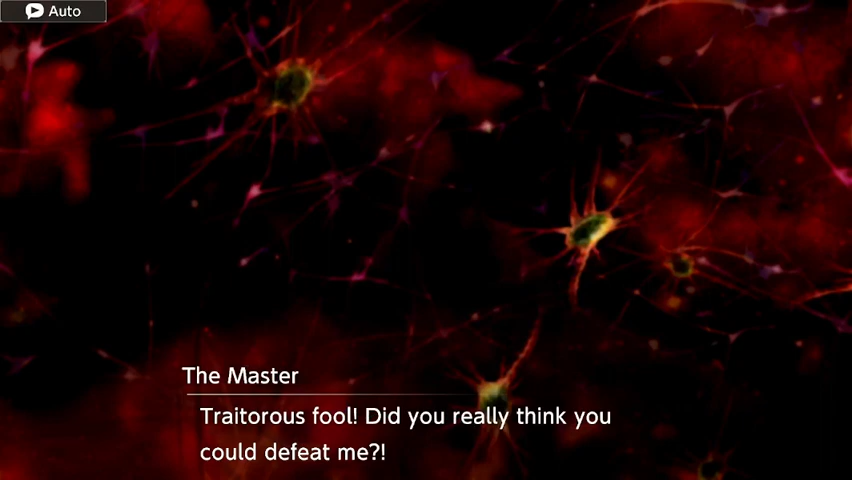 Auto
The Master
Traitorous fool! Did you really think you
could defeat me?!